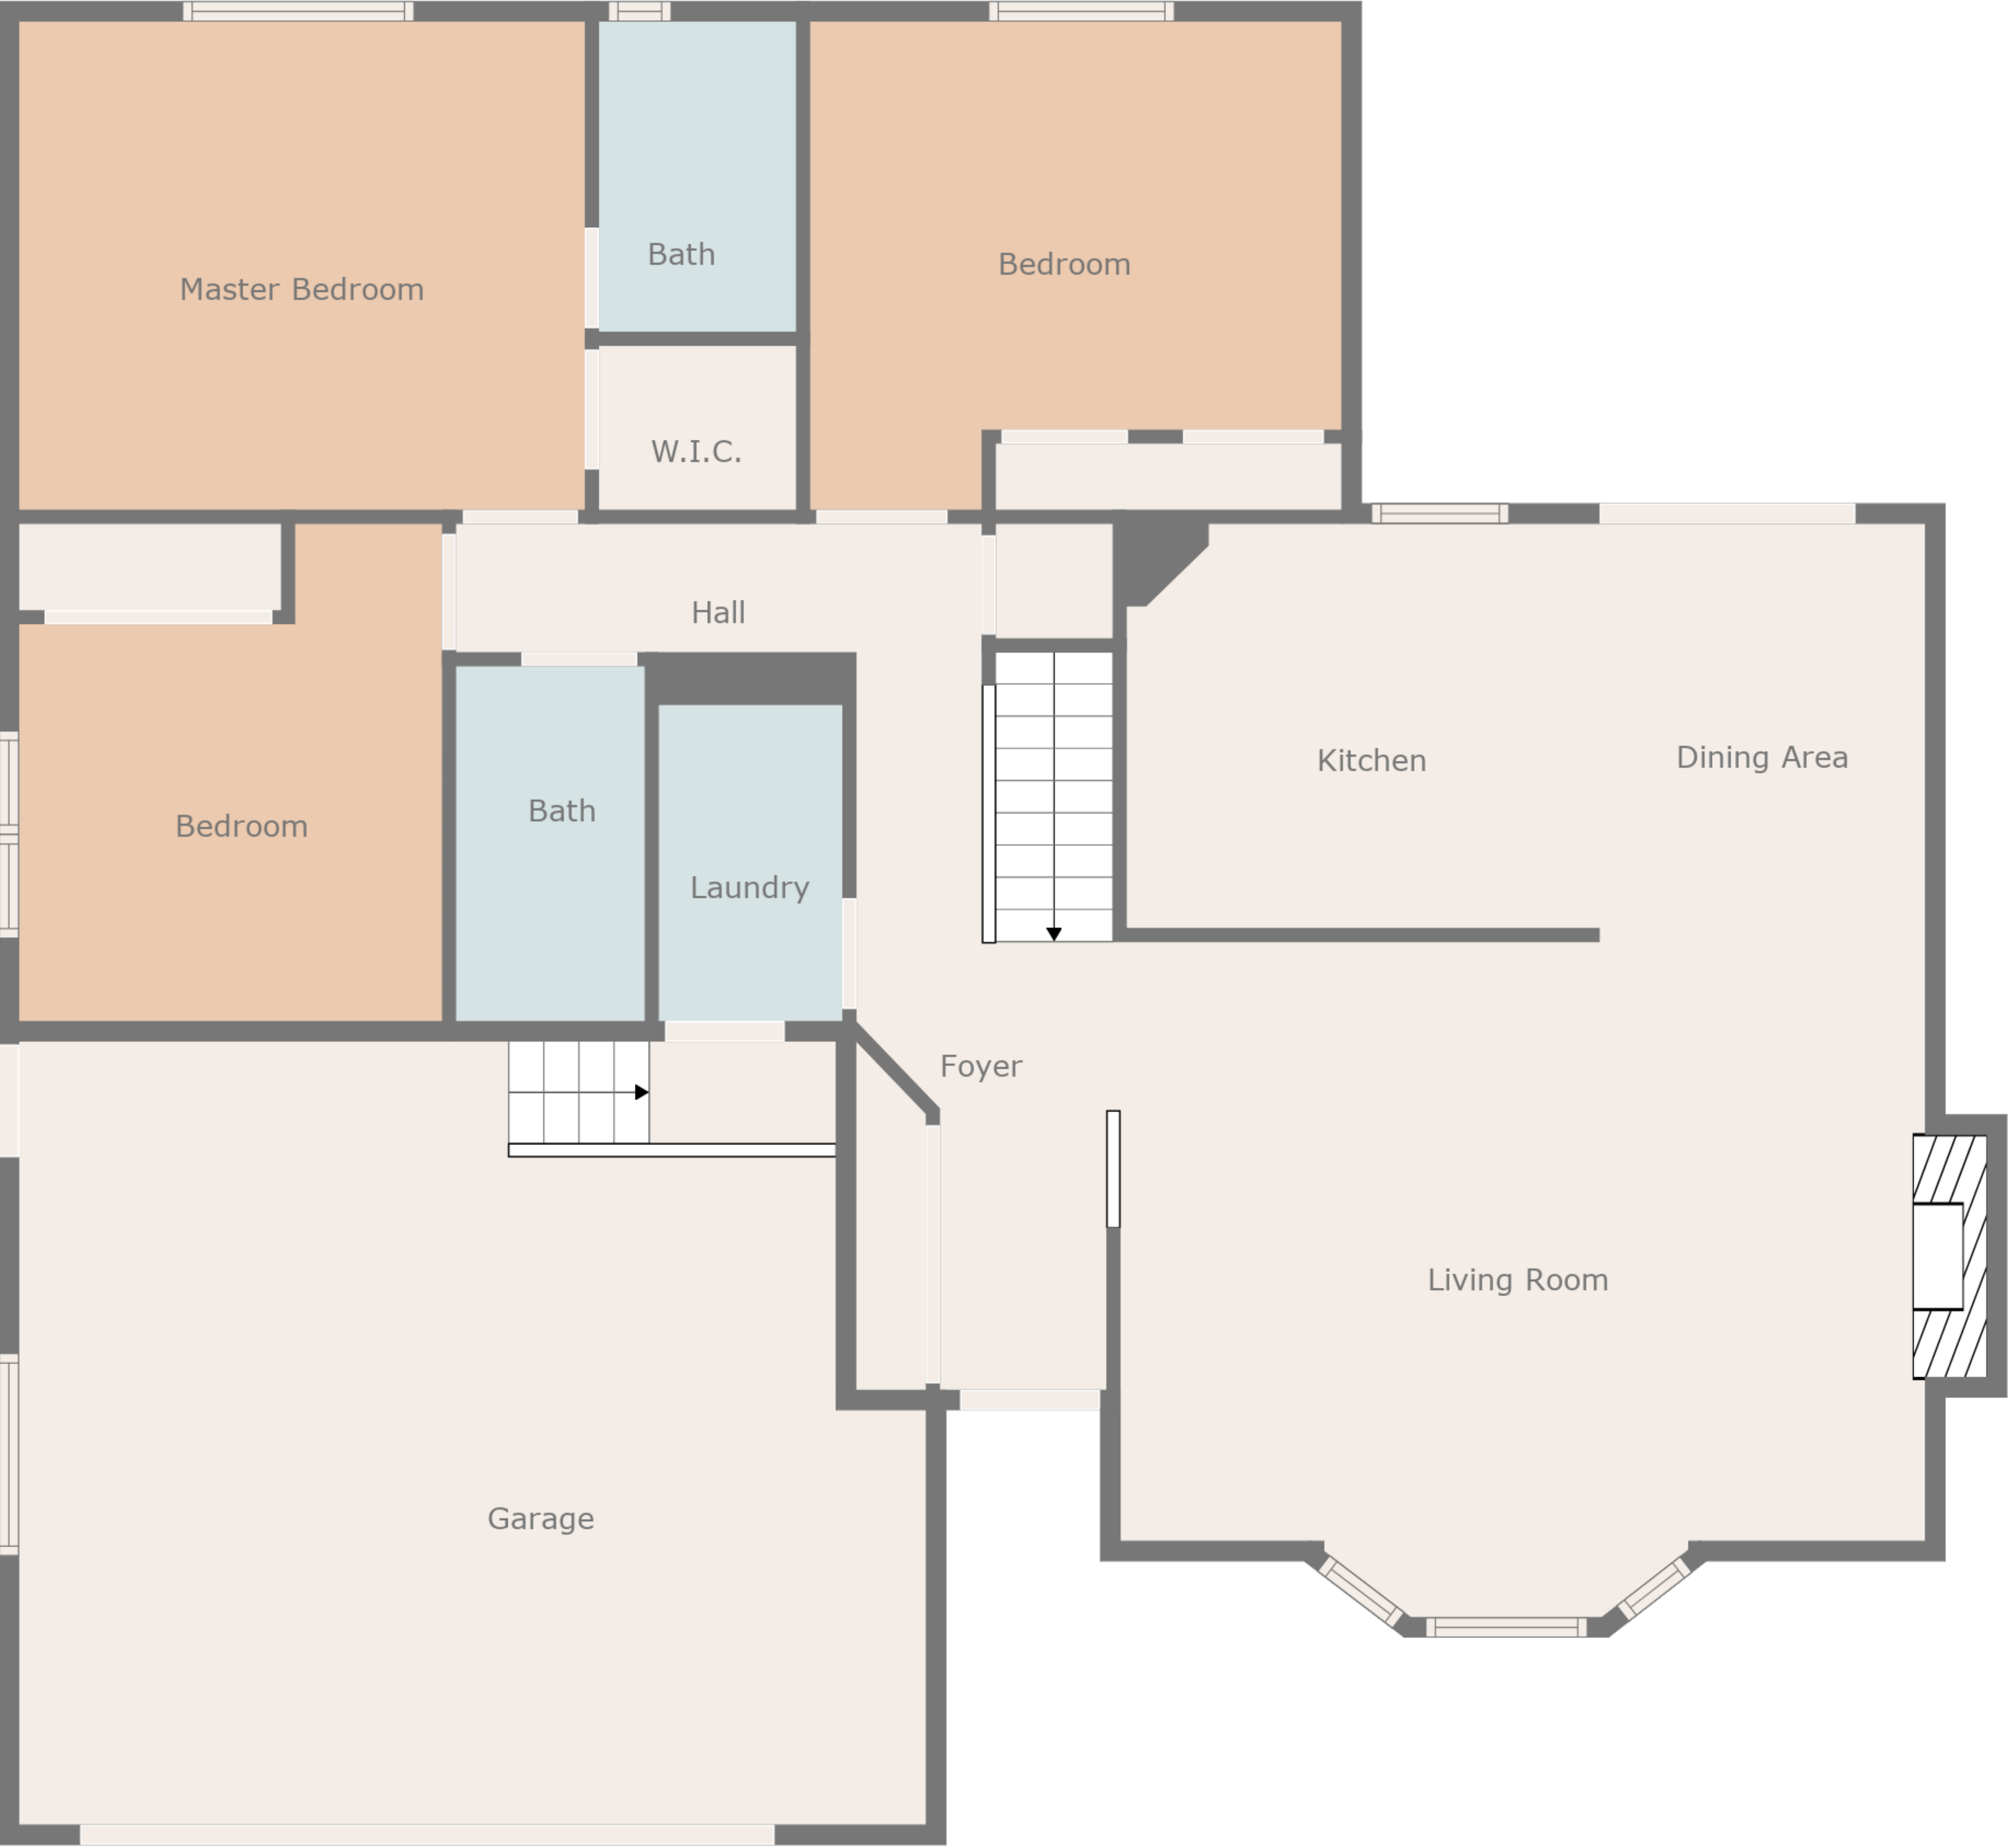 Bath
Bedroom
Master Bedroom
W.I.C.
Hall
Kitchen
Dining Area
Bath
Bedroom
Laundry
Foyer
Living Room
Garage